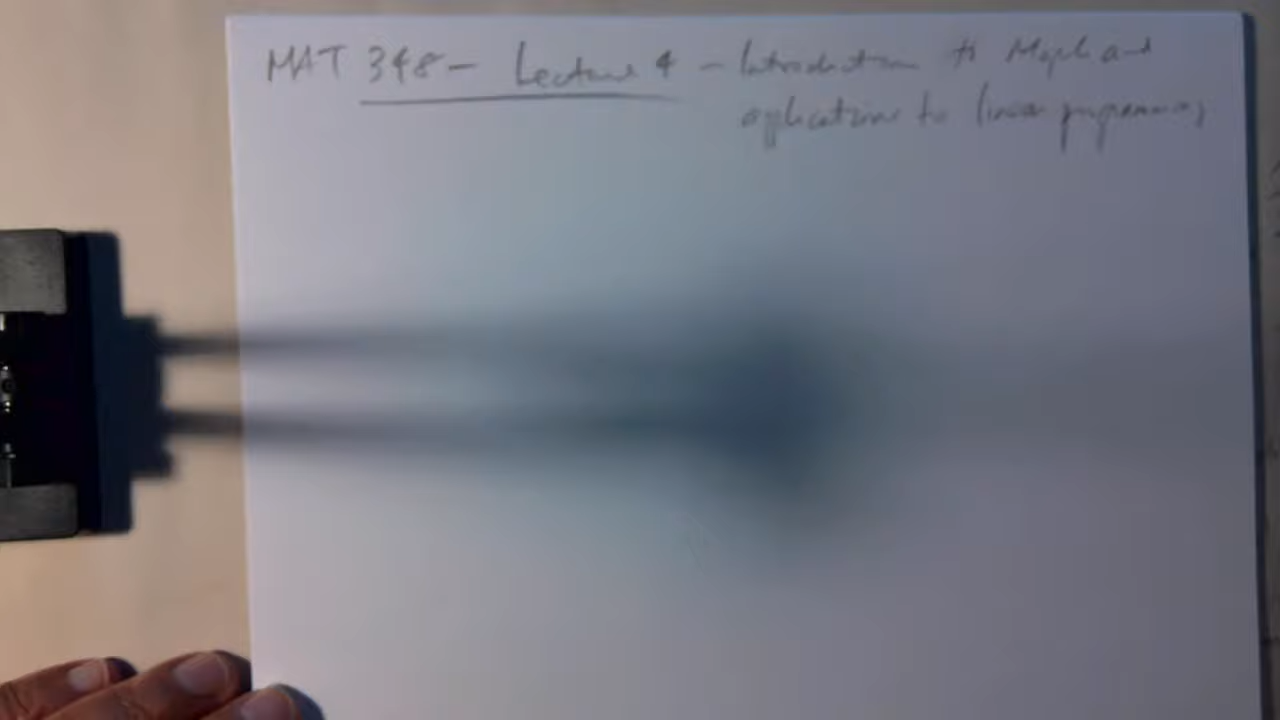 MAT 348 - Lecture 4 - Introduction to Maple and
applications to linear programming